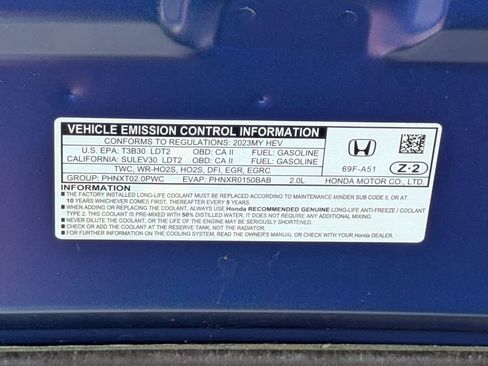 VEHICLE EMISSION CONTROL INFORMATION
CONFORMS TO REGULATIONS: 2023MY HEV
U.S. EPA: T3B30 LDT2 OBD: CA II FUEL: GASOLINE
CALIFORNIA: SULEV30 LDT2 OBD: CA II FUEL: GASOLINE
TWC, WR-HO2S, HO2S, DFI, EGR, EGRC
GROUP: PHNXT02.0PWC EVAP: PHNXR0150BAB 2.0L
69F-A51
Z-2
HONDA MOTOR CO., LTD.
INFORMATION
■ THE FACTORY INSTALLED LONG-LIFE COOLANT MUST BE REPLACED ACCORDING TO MAINTENANCE MINDER SUB CODE 5, OR AT
10 YEARS WHICHEVER COMES FIRST, THEREAFTER EVERY 5 YEARS.
■ WHEN ADDING OR REPLACING COOLANT, ALWAYS USE Honda RECOMMENDED GENUINE LONG-LIFE ANTI-FREEZE / COOLANT
TYPE 2. THIS COOLANT IS PRE-MIXED WITH 50% DISTILLED WATER, IT DOES NOT REQUIRE ANY ADDITIONAL MIXING.
■ NEVER DILUTE THE COOLANT, OR THE LIFE OF THE ENGINE MAY BE SERIOUSLY SHORTENED.
■ CHECK AND ADD THE COOLANT AT THE RESERVE TANK, NOT THE RADIATOR.
■ FOR FURTHER INFORMATION ON THE COOLING SYSTEM, READ THE OWNER'S MANUAL OR CHECK WITH YOUR Honda DEALER.